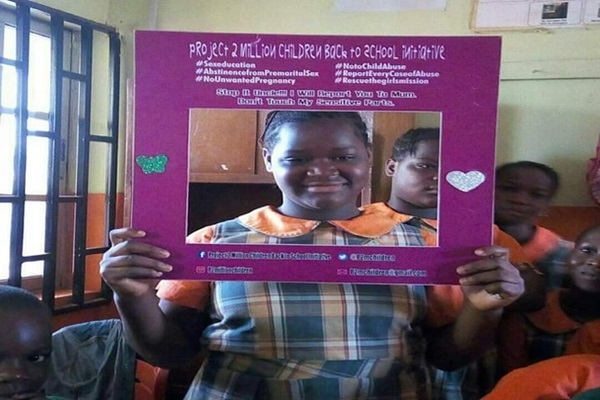 PROJECT 2 MILLION CHILDREN BACK TO SCHOOL INITIATIVE
#Sexeducation #NotoChildAbuse
#AbstinencefromPremaritalSex #ReportEveryCaseofAbuse
#NoUnwantedPregnancy #Rescuethegirlsmission
Stop It Uncle!!! I Will Report You To Mum.
Don't Touch My Sensitive Parts.
Project 2 Million Children Back to School Initiative @2mchildren
2millionchildren 2mchildren@gmail.com